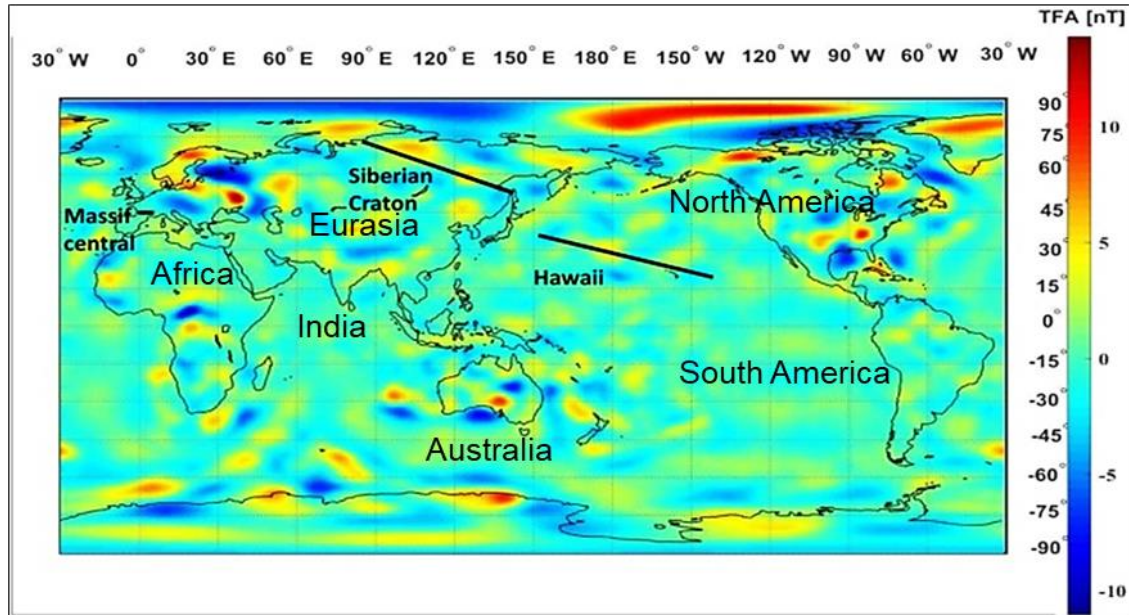 TFA [nT]
30° W 0° 30° E 60° E 90° E 120° E 150° E 180° E 150° W 120° W 90° W 60° W 30° W
90°
75°
60°
45°
30°
15°
0°
-15°
-30°
-45°
-60°
-75°
-90°
10
5
0
-5
-10
Siberian
Craton
Eurasia
Massif
central
Africa
India
Australia
Hawaii
North America
South America